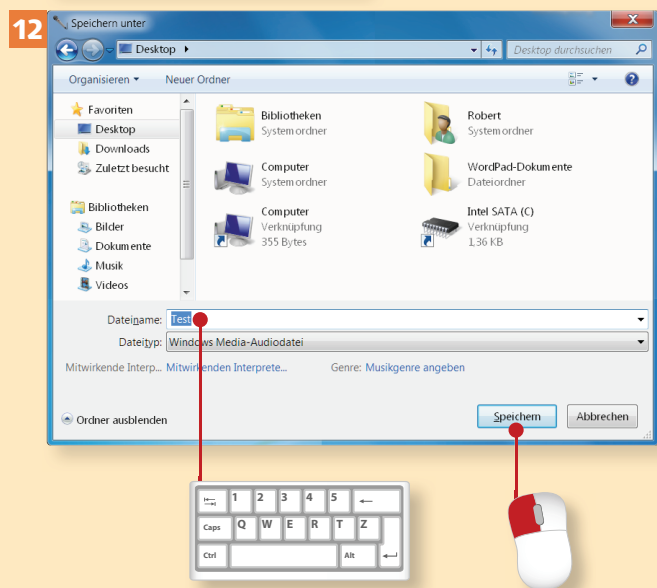 12
Speichern unter
Desktop
Desktop durchsuchen
Organisieren
Neuer Ordner
Favoriten
Desktop
Downloads
Zuletzt besucht
Bibliotheken
Bilder
Dokumente
Musik
Videos
Bibliotheken
Systemordner
Robert
Systemordner
Computer
Systemordner
WordPad-Dokumente
Dateiordner
Computer
Verknüpfung
355 Bytes
Intel SATA (C)
Verknüpfung
1,36 KB
Dateiname: Test
Dateityp: Windows Media-Audiodatei
Mitwirkende Interp... Mitwirkenden Interprete... Genre: Musikgenre angeben
Ordner ausblenden
Speichern
Abbrechen
1 2 3 4 5
Caps Q W E R T Z
Ctrl Alt